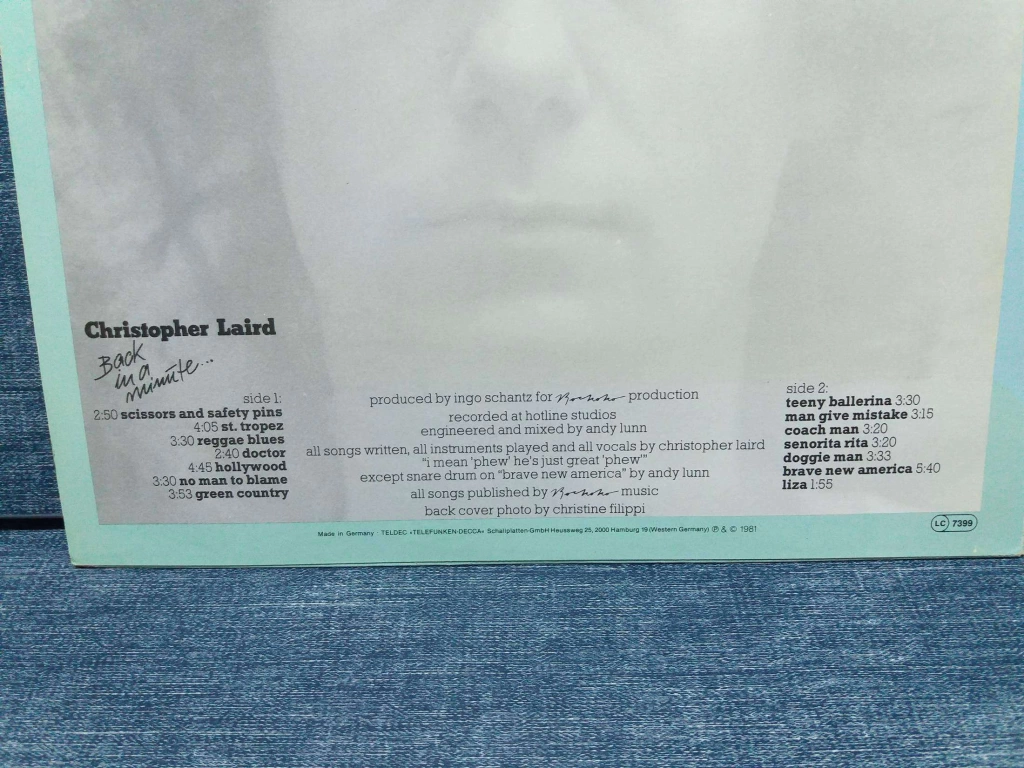 Christopher Laird
Back
in a
minute...
side 1:
2:50 scissors and safety pins
4:05 st. tropez
3:30 reggae blues
2:40 doctor
4:45 hollywood
3:30 no man to blame
3:53 green country
produced by ingo schantz for production
recorded at hotline studios
engineered and mixed by andy lunn
all songs written, all instruments played and all vocals by christopher laird
"i mean 'phew' he's just great 'phew'"
except snare drum on "brave new america" by andy lunn
all songs published by music
back cover photo by christine filippi
side 2:
teeny ballerina 3:30
man give mistake 3:15
coach man 3:20
senorita rita 3:20
doggie man 3:33
brave new america 5:40
liza 1:55
Made in Germany · TELDEC »TELEFUNKEN-DECCA« Schallplatten-GmbH Heussweg 25, 2000 Hamburg 19 (Western Germany) ℗ & © 1981
LC 7399